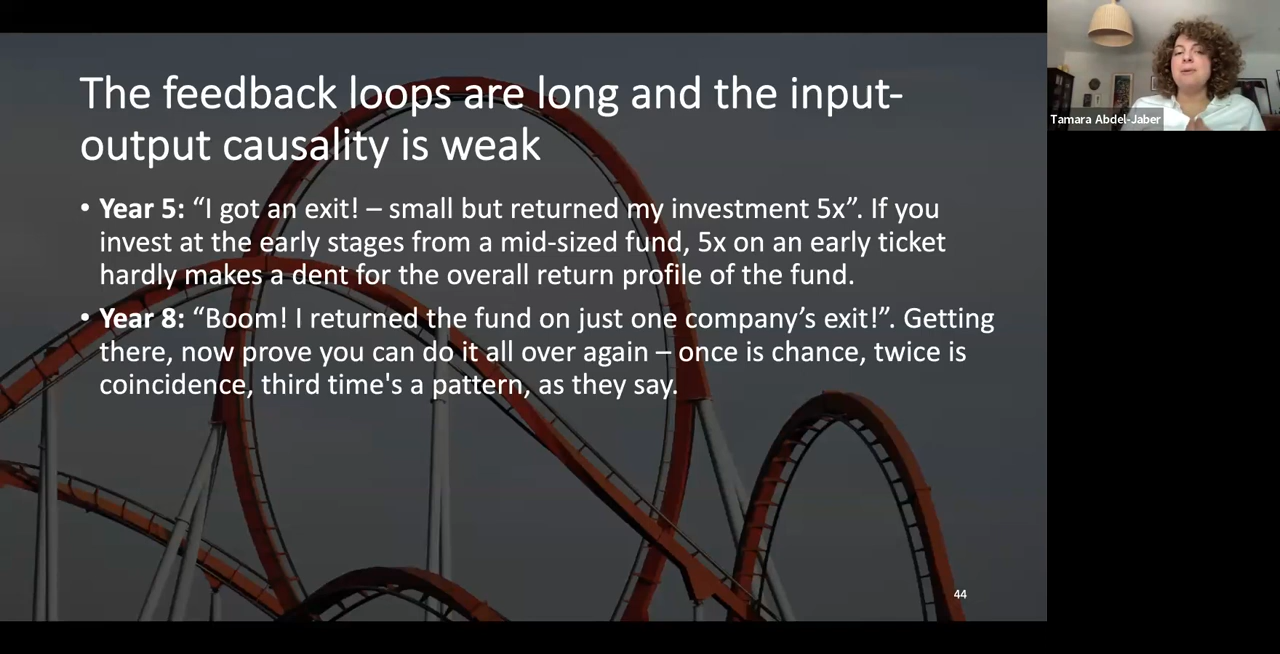 The feedback loops are long and the input-
output causality is weak
• Year 5: “I got an exit! – small but returned my investment 5x”. If you
invest at the early stages from a mid-sized fund, 5x on an early ticket
hardly makes a dent for the overall return profile of the fund.
• Year 8: “Boom! I returned the fund on just one company’s exit!”. Getting
there, now prove you can do it all over again – once is chance, twice is
coincidence, third time's a pattern, as they say.
44
Tamara Abdel-Jaber